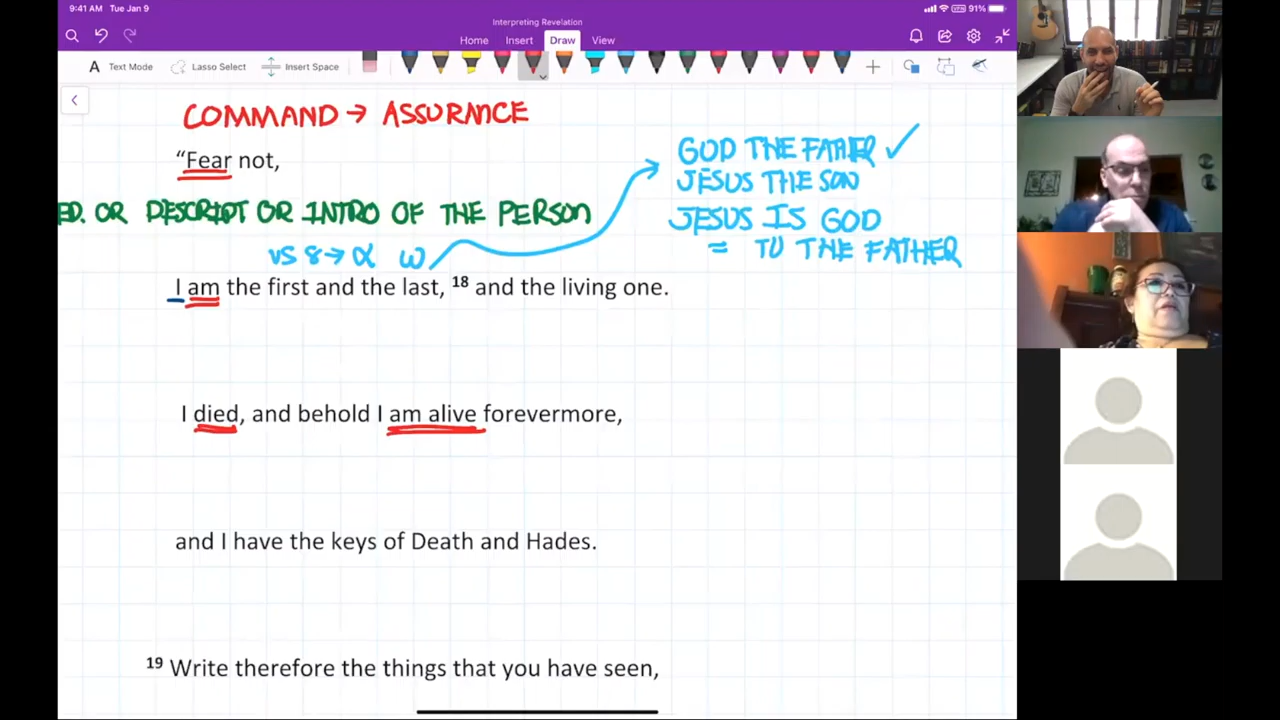 9:41 AM Tue Jan 9
91%
Interpreting Revelation
Home Insert Draw View
A Text Mode Lasso Select Insert Space
COMMAND → ASSURANCE
"Fear not,
GOD THE FATHER ✓
JESUS THE SON
ED. OR DESCRIPT OR INTRO OF THE PERSON
JESUS IS GOD
= TO THE FATHER
vs 8 → α ω
I am the first and the last, 18 and the living one.
I died, and behold I am alive forevermore,
and I have the keys of Death and Hades.
19 Write therefore the things that you have seen,